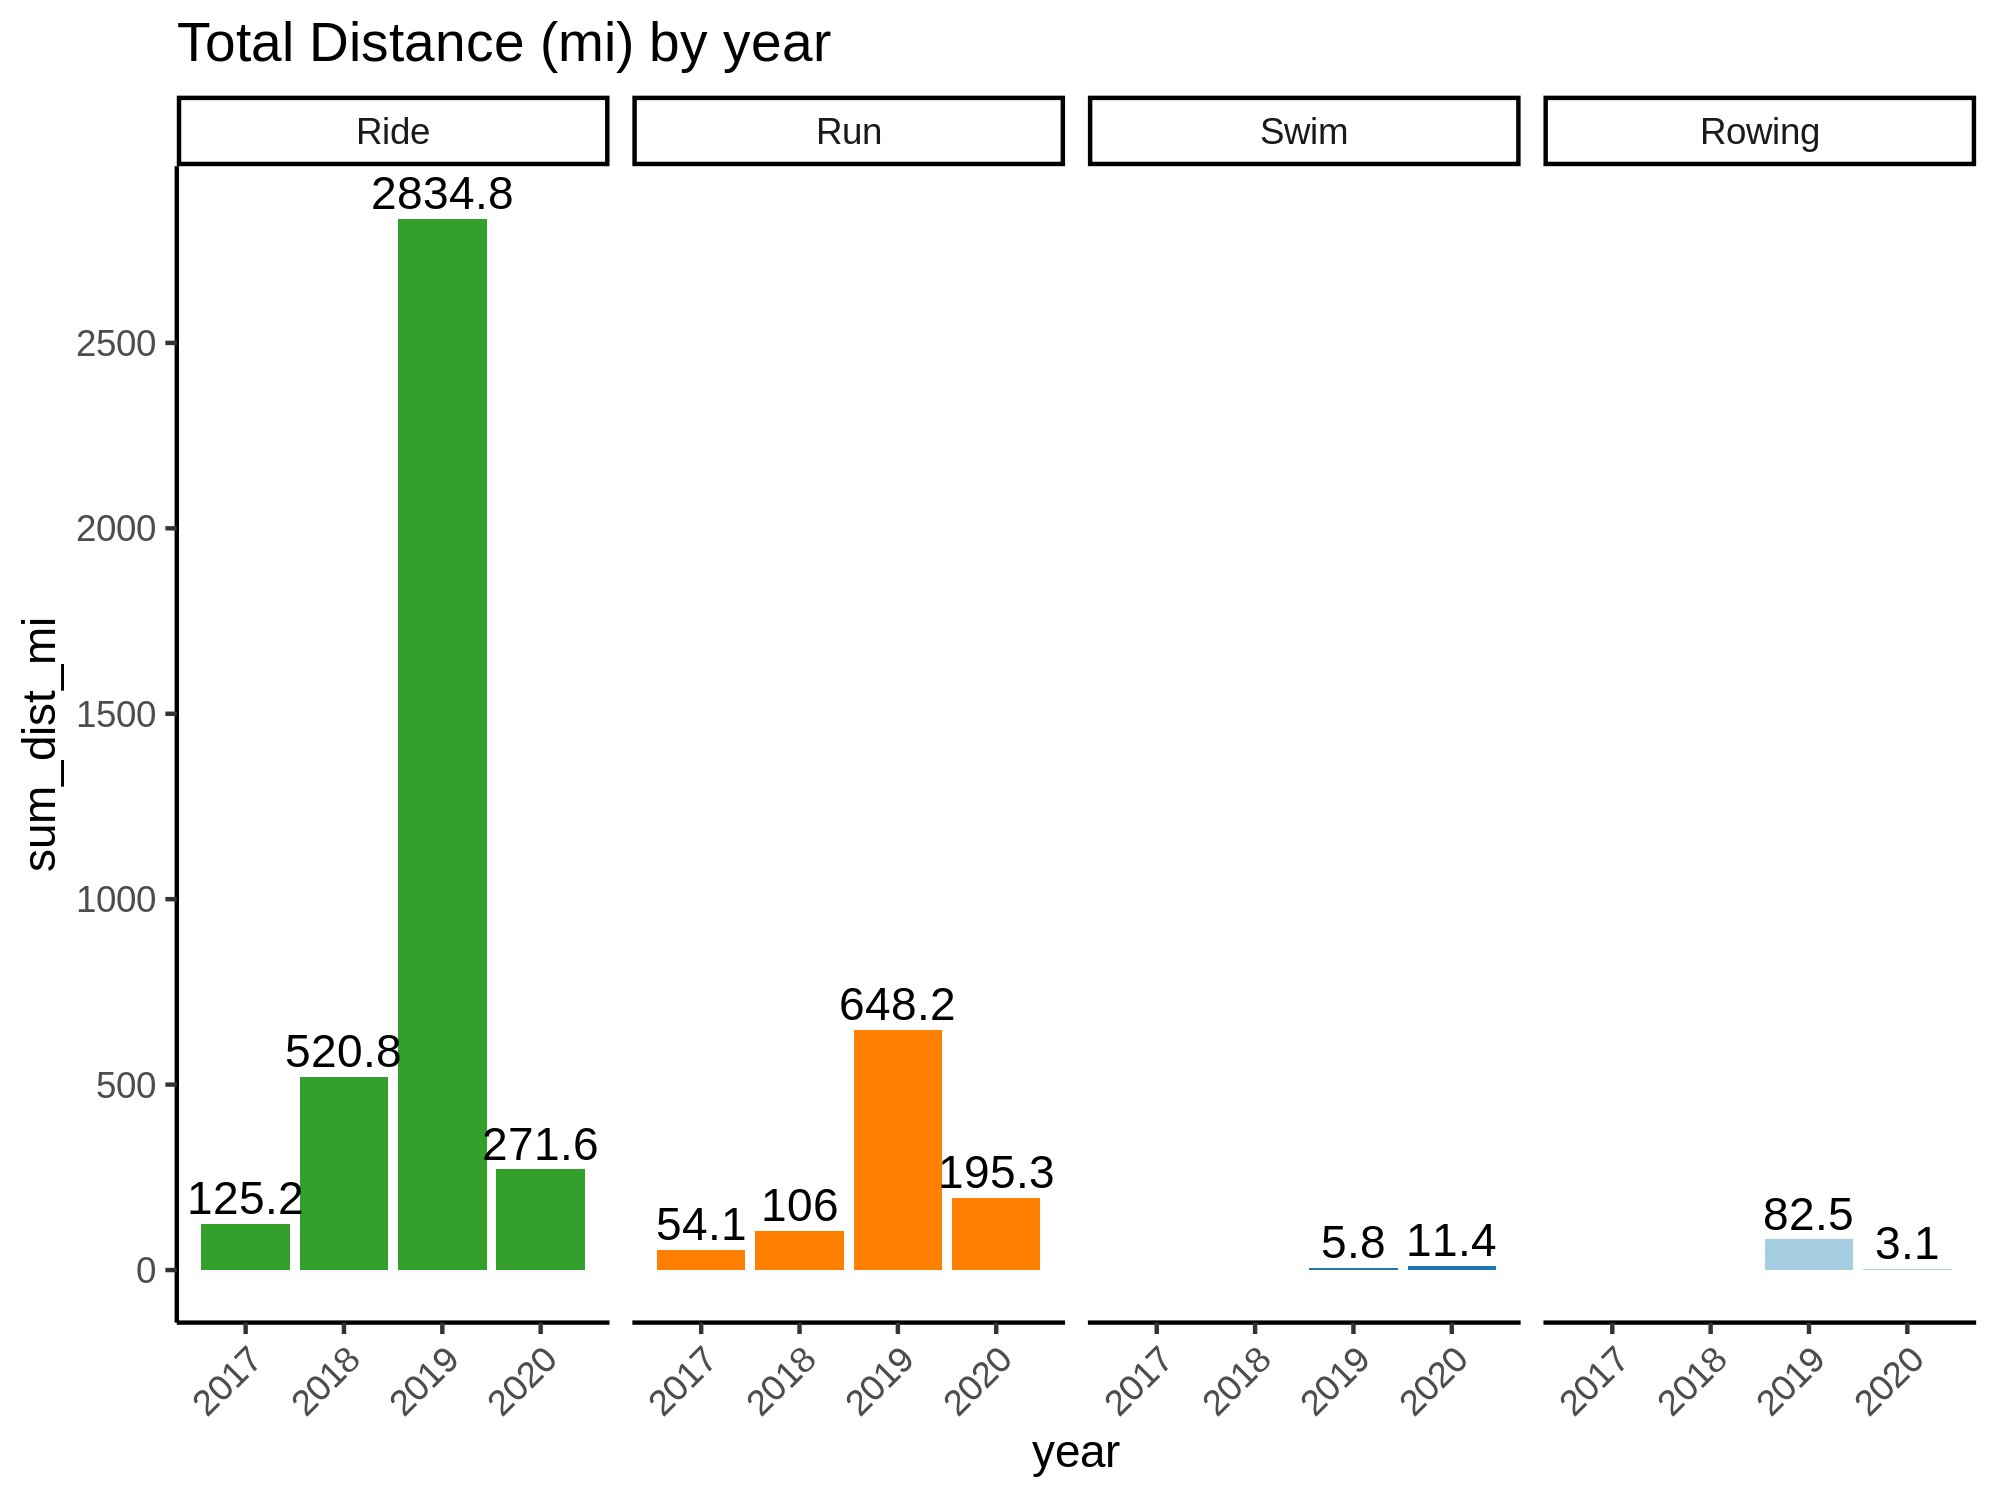 Total Distance (mi) by year
Ride Run Swim Rowing
2834.8
2500
2000
1500
1000
500
0
sum_dist_mi
125.2 520.8 271.6
54.1 106 648.2 195.3
5.8 11.4
82.5 3.1
2017 2018 2019 2020 2017 2018 2019 2020 2017 2018 2019 2020 2017 2018 2019 2020
year